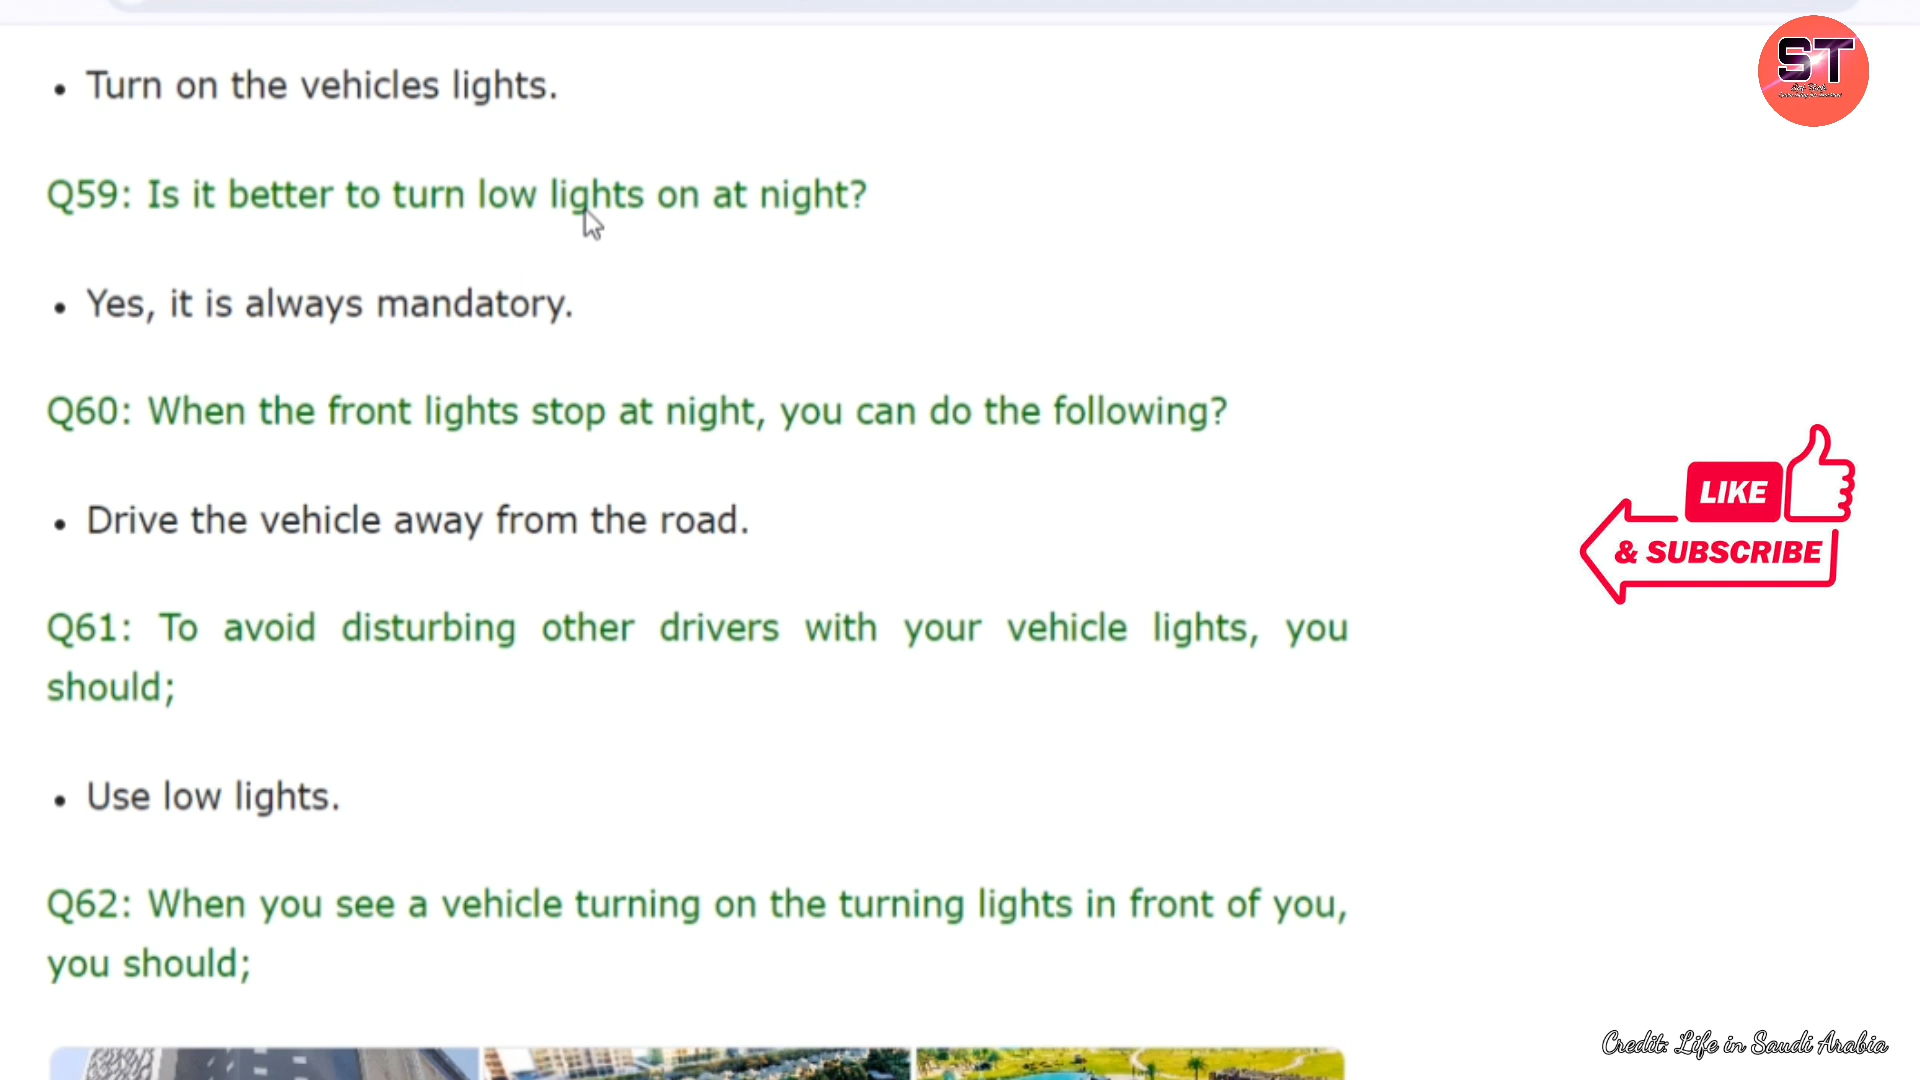 ST
• Turn on the vehicles lights.
Q59: Is it better to turn low lights on at night?
• Yes, it is always mandatory.
Q60: When the front lights stop at night, you can do the following?
• Drive the vehicle away from the road.
LIKE
& SUBSCRIBE
Q61: To avoid disturbing other drivers with your vehicle lights, you
should;
• Use low lights.
Q62: When you see a vehicle turning on the turning lights in front of you,
you should;
Credit: Life in Saudi Arabia